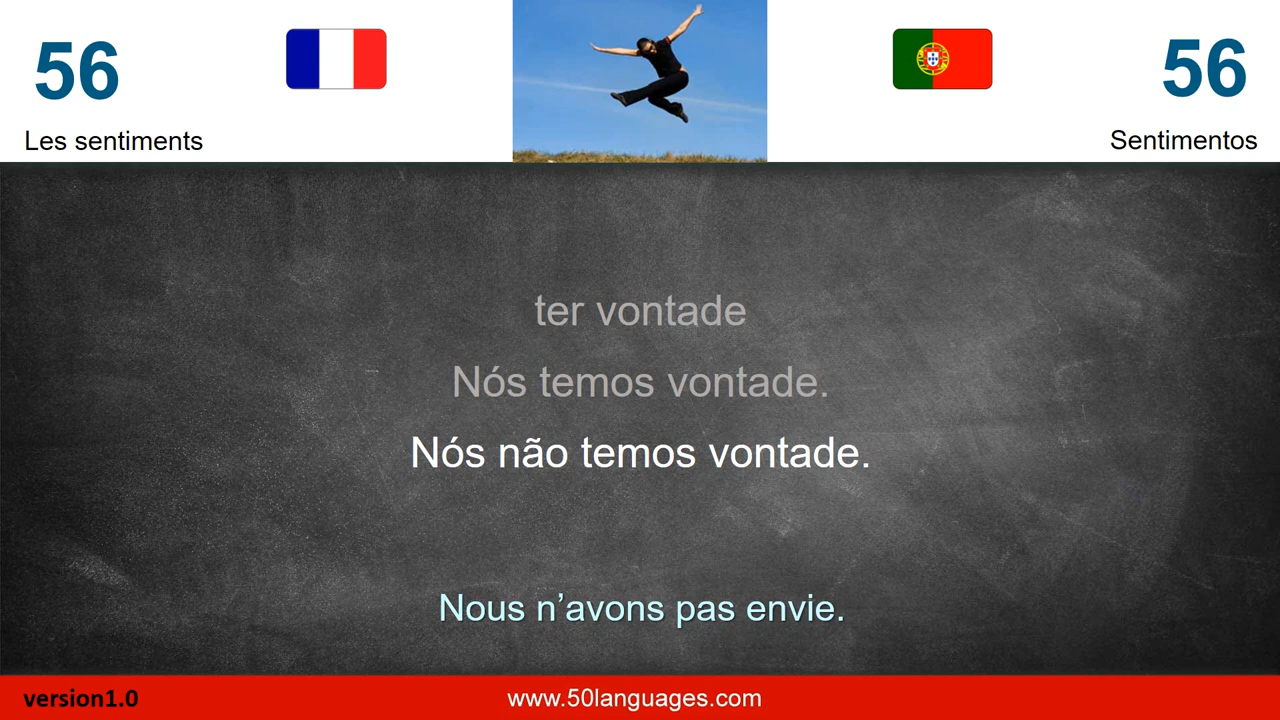 56
56
Les sentiments
Sentimentos
ter vontade
Nós temos vontade.
Nós não temos vontade.
Nous n’avons pas envie.
version1.0
www.50languages.com